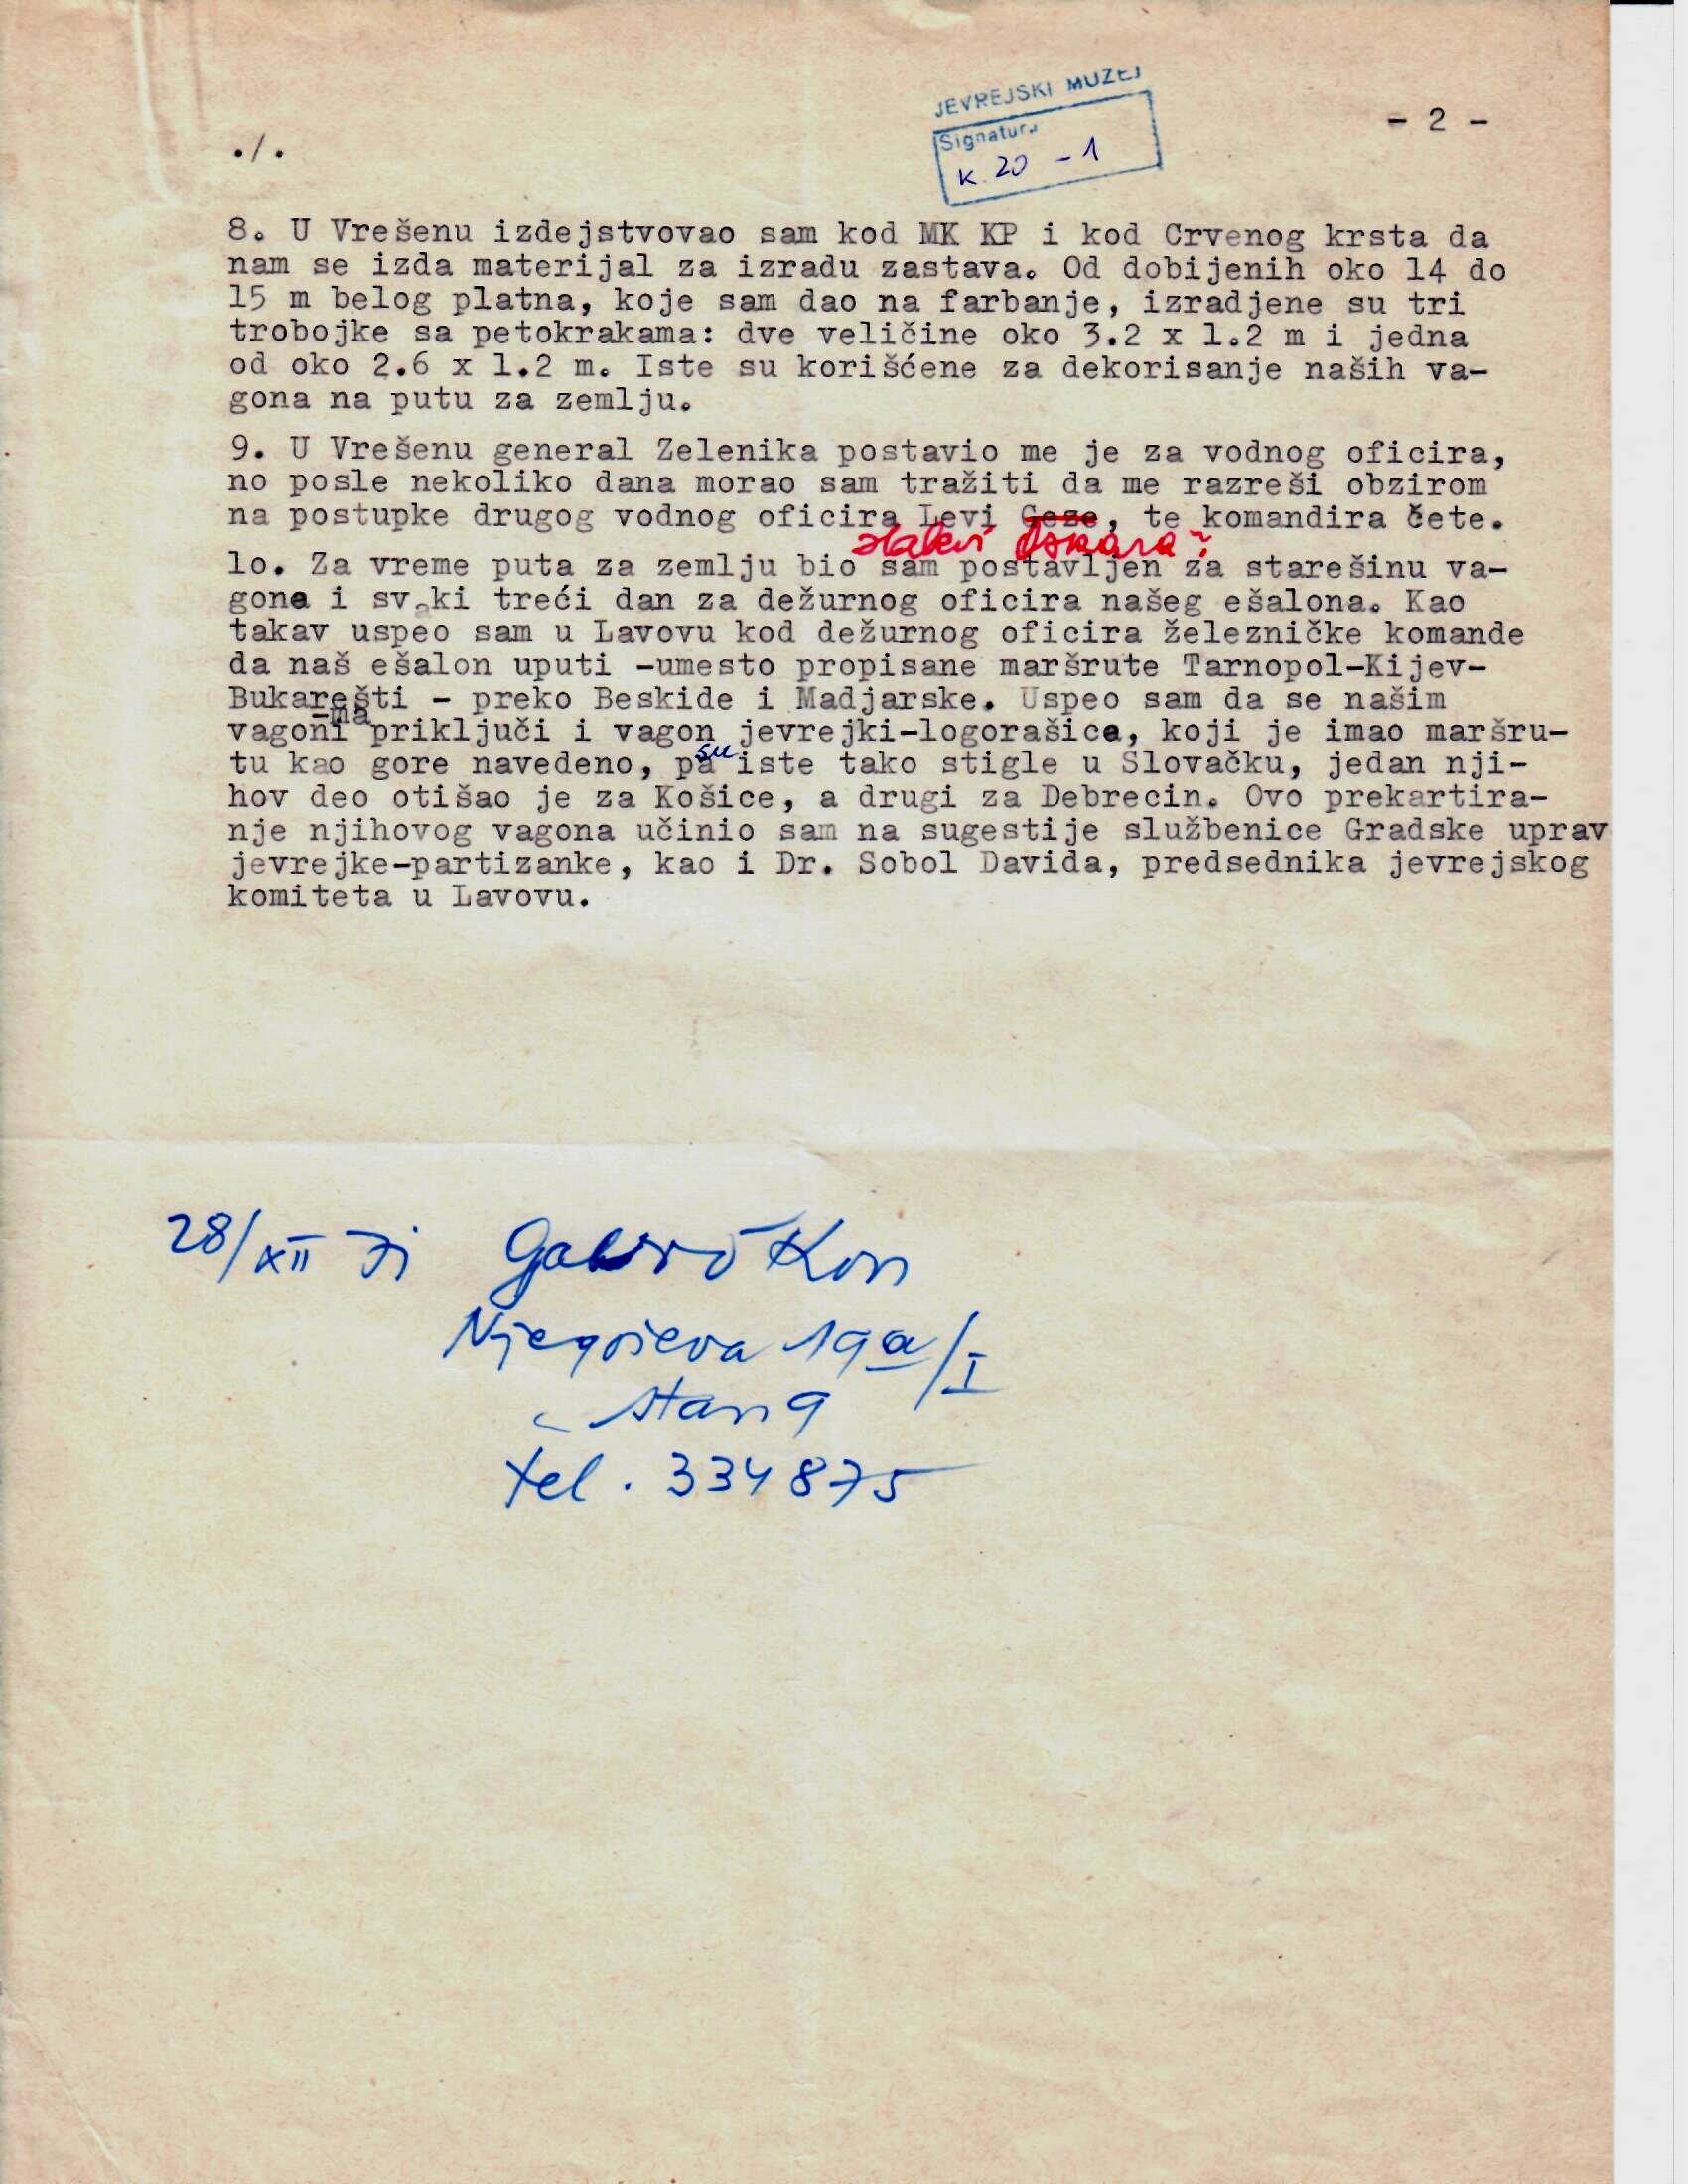 JEVREJSKI MUZEJ
Signatura
K. 20 - 1
- 2 -
./.
8. U Vrešenu izdejstvovao sam kod MK KP i kod Crvenog krsta da
nam se izda materijal za izradu zastava. Od dobijenih oko 14 do
15 m belog platna, koje sam dao na farbanje, izradjene su tri
trobojke sa petokrakama: dve veličine oko 3.2 x 1.2 m i jedna
od oko 2.6 x 1.2 m. Iste su korišćene za dekorisanje naših va-
gona na putu za zemlju.
9. U Vrešenu general Zelenika postavio me je za vodnog oficira,
no posle nekoliko dana morao sam tražiti da me razreši obzirom
na postupke drugog vodnog oficira Levi Geze, te komandira čete.
Oskara?
lo. Za vreme puta za zemlju bio sam postavljen za starešinu va-
gona i svaki treći dan za dežurnog oficira našeg ešalona. Kao
takav uspeo sam u Lavovu kod dežurnog oficira železničke komande
da naš ešalon uputi -umesto propisane maršrute Tarnopol-Kijev-
Bukarešti - preko Beskide i Madjarske. Uspeo sam da se našim
vagonima priključi i vagon jevrejki-logorašica, koji je imao maršru-
tu kao gore navedeno, pa su iste tako stigle u Slovačku, jedan nji-
hov deo otišao je za Košice, a drugi za Debrecin. Ovo prekartira-
nje njihovog vagona učinio sam na sugestije službenice Gradske uprav
jevrejke-partizanke, kao i Dr. Sobol Davida, predsednika jevrejskog
komiteta u Lavovu.
28/XII 71 Gabor Kon
Njegoševa 19a/I
stan 9
tel. 334875